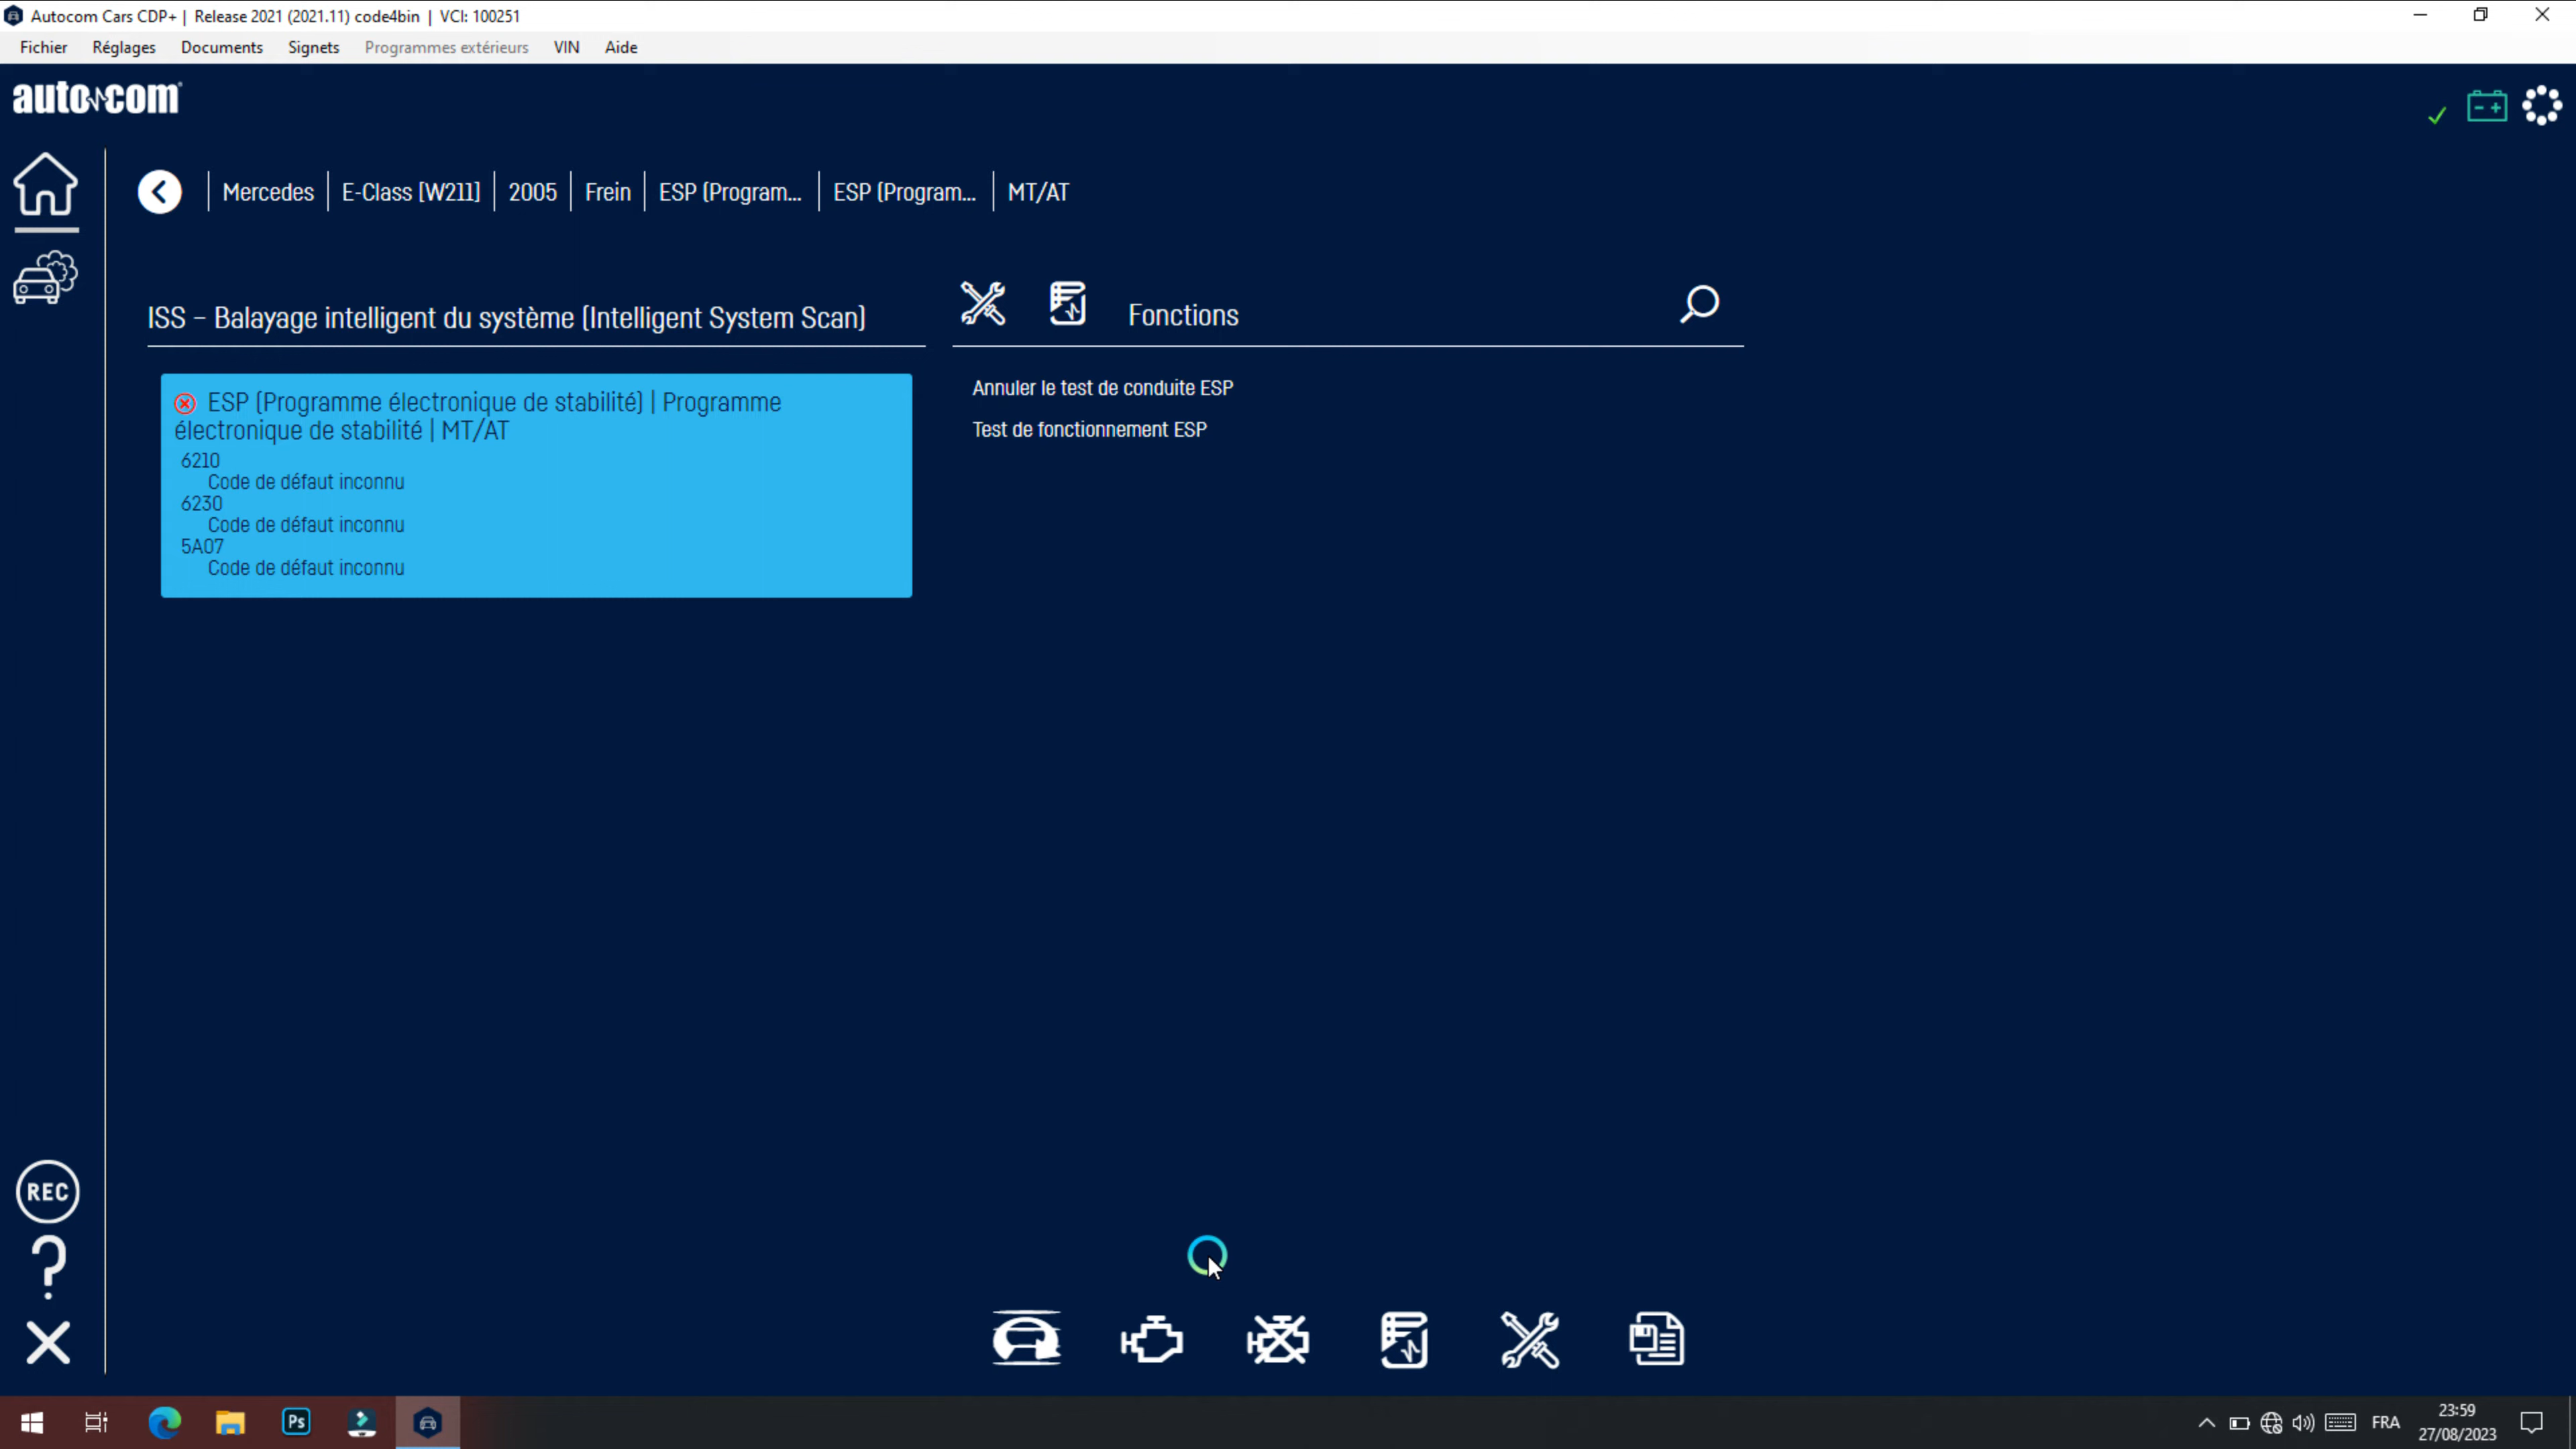 Autocom Cars CDP+ | Release 2021 (2021.11) code4bin | VCI: 100251
Fichier Réglages Documents Signets Programmes extérieurs VIN Aide
autocom
Mercedes E-Class [W211] 2005 Frein ESP (Program... ESP (Program... MT/AT
ISS - Balayage intelligent du système (Intelligent System Scan)
Fonctions
ESP (Programme électronique de stabilité) | Programme
électronique de stabilité | MT/AT
6210
Code de défaut inconnu
6230
Code de défaut inconnu
5A07
Code de défaut inconnu
Annuler le test de conduite ESP
Test de fonctionnement ESP
REC
?
Ps
FRA
23:59
27/08/2023